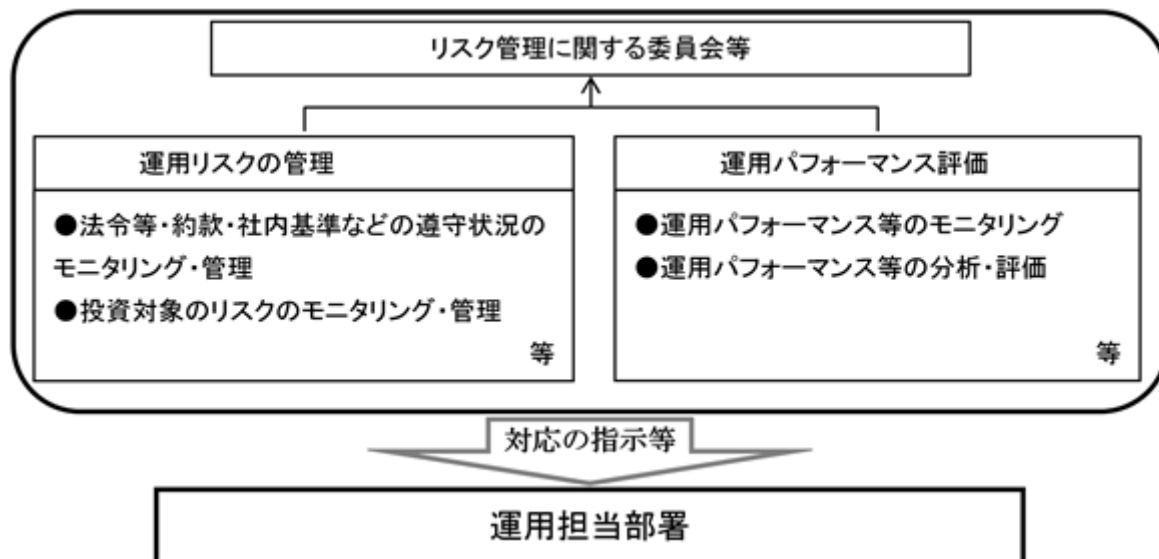 リスク管理に関する委員会等
運用リスクの管理
●法令等・約款・社内基準などの遵守状況の
モニタリング・管理
●投資対象のリスクのモニタリング・管理
等
運用パフォーマンス評価
●運用パフォーマンス等のモニタリング
●運用パフォーマンス等の分析・評価
等
対応の指示等
運用担当部署